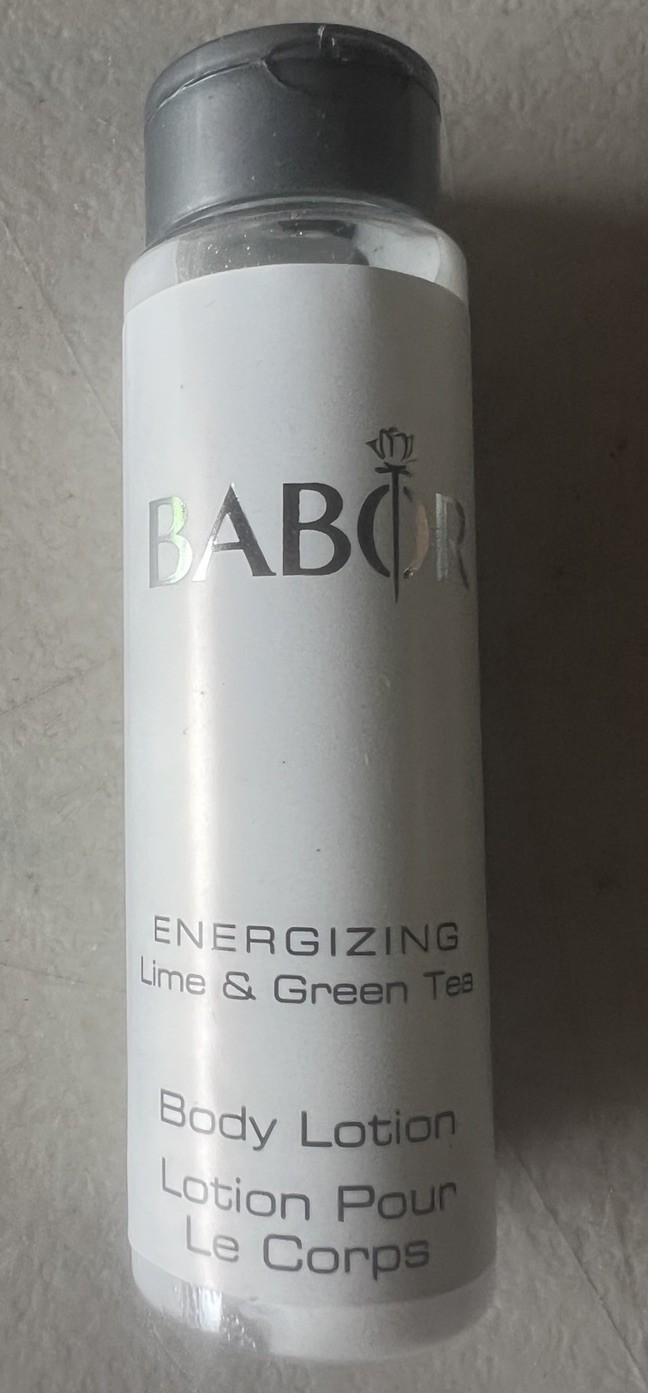 BABOR
ENERGIZING
Lime & Green Tea
Body Lotion
Lotion Pour
Le Corps